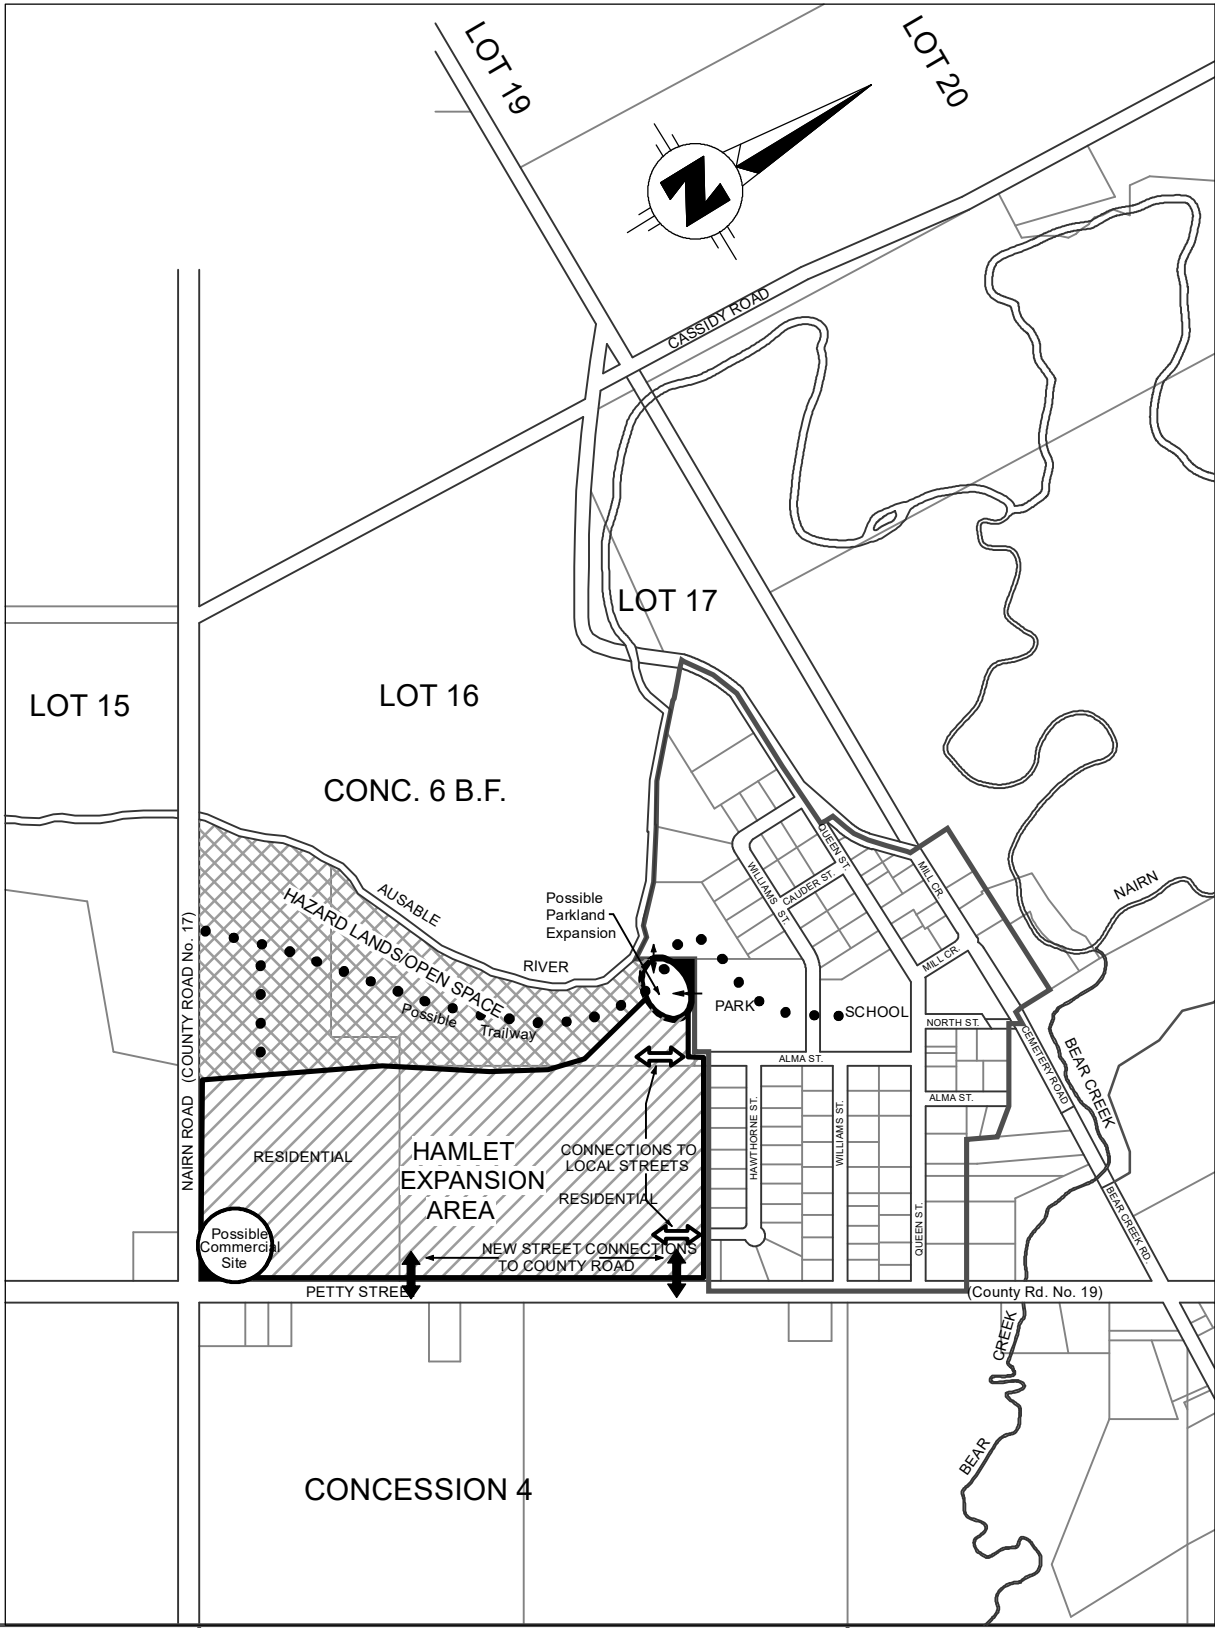 LOT 19
LOT 20
N
CASSIDY ROAD
LOT 17
LOT 15
LOT 16
CONC. 6 B.F.
NAIRN
QUEEN ST.
WILLIAMS ST.
CAUDER ST.
MILL CR.
MILL CR.
AUSABLE
RIVER
HAZARD LANDS/OPEN SPACE
Possible
Parkland
Expansion
Possible Trailway
PARK
SCHOOL
NORTH ST.
ALMA ST.
ALMA ST.
CEMETERY ROAD
BEAR CREEK
NAIRN ROAD (COUNTY ROAD No. 17)
HAWTHORNE ST.
WILLIAMS ST.
QUEEN ST.
BEAR CREEK RD.
RESIDENTIAL
HAMLET
EXPANSION
AREA
CONNECTIONS TO
LOCAL STREETS
RESIDENTIAL
Possible
Commercial
Site
NEW STREET CONNECTIONS
TO COUNTY ROAD
PETTY STREET
(County Rd. No. 19)
CREEK
BEAR
CONCESSION 4